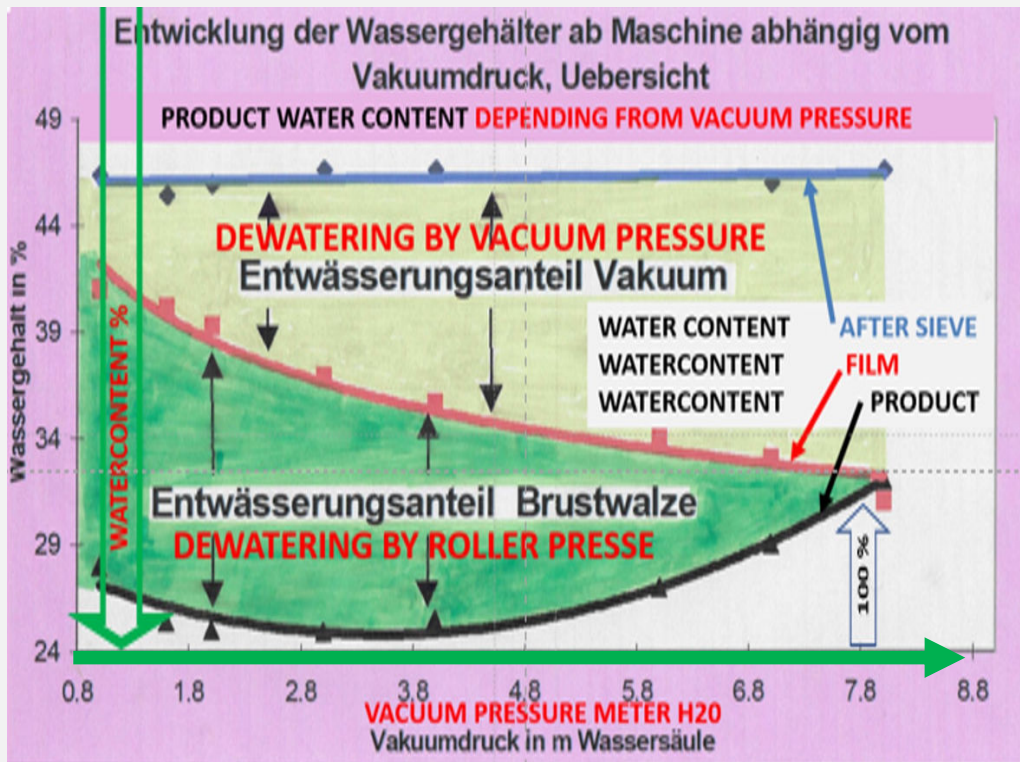 Entwicklung der Wassergehälter ab Maschine abhängig vom
Vakuumdruck, Uebersicht
PRODUCT WATER CONTENT DEPENDING FROM VACUUM PRESSURE
49
44
39
34
29
24
Wassergehalt in %
WATERCONTENT %
DEWATERING BY VACUUM PRESSURE
Entwässerungsanteil Vakuum
WATER CONTENT AFTER SIEVE
WATERCONTENT FILM
WATERCONTENT PRODUCT
Entwässerungsanteil Brustwalze
DEWATERING BY ROLLER PRESSE
100 %
0.8 1.8 2.8 3.8 4.8 5.8 6.8 7.8 8.8
VACUUM PRESSURE METER H20
Vakuumdruck in m Wassersäule